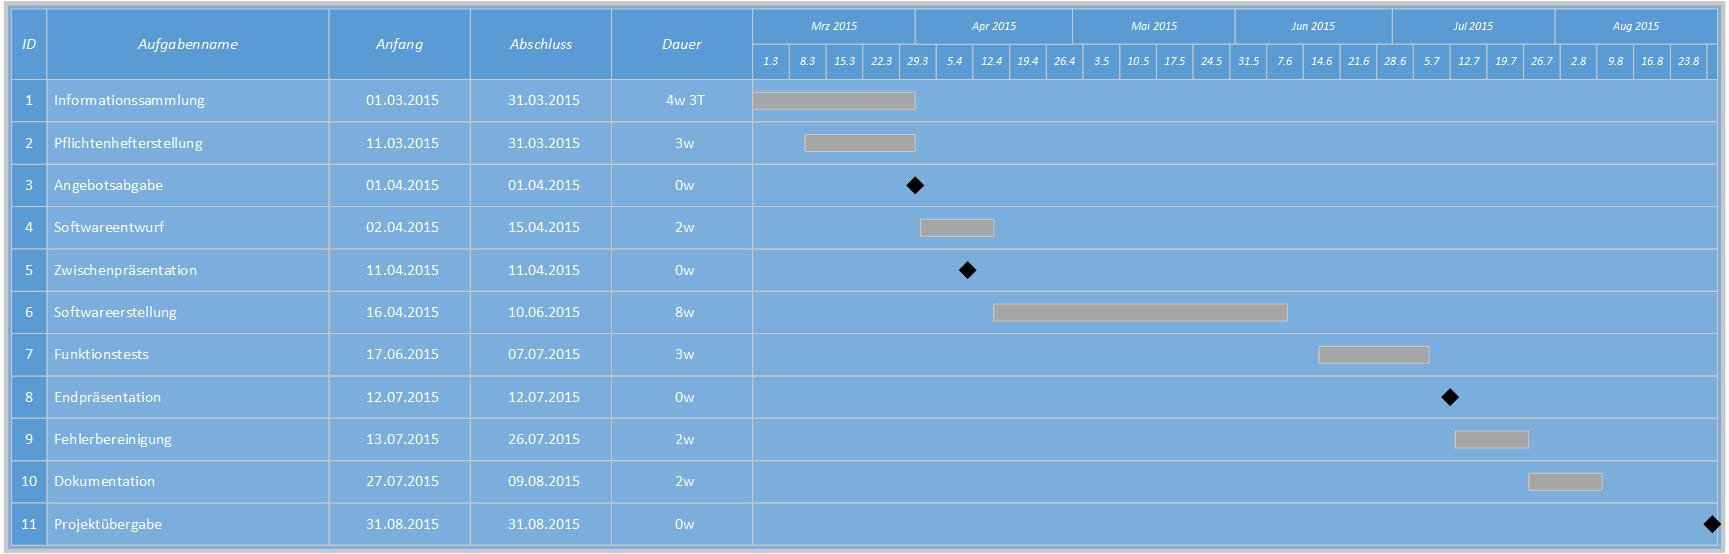 ID Aufgabenname Anfang Abschluss Dauer Mrz 2015 Apr 2015 Mai 2015 Jun 2015 Jul 2015 Aug 2015
1.3 8.3 15.3 22.3 29.3 5.4 12.4 19.4 26.4 3.5 10.5 17.5 24.5 31.5 7.6 14.6 21.6 28.6 5.7 12.7 19.7 26.7 2.8 9.8 16.8 23.8
1 Informationssammlung 01.03.2015 31.03.2015 4w 3T
2 Pflichtenhefterstellung 11.03.2015 31.03.2015 3w
3 Angebotsabgabe 01.04.2015 01.04.2015 0w
4 Softwareentwurf 02.04.2015 15.04.2015 2w
5 Zwischenpräsentation 11.04.2015 11.04.2015 0w
6 Softwareerstellung 16.04.2015 10.06.2015 8w
7 Funktionstests 17.06.2015 07.07.2015 3w
8 Endpräsentation 12.07.2015 12.07.2015 0w
9 Fehlerbereinigung 13.07.2015 26.07.2015 2w
10 Dokumentation 27.07.2015 09.08.2015 2w
11 Projektübergabe 31.08.2015 31.08.2015 0w